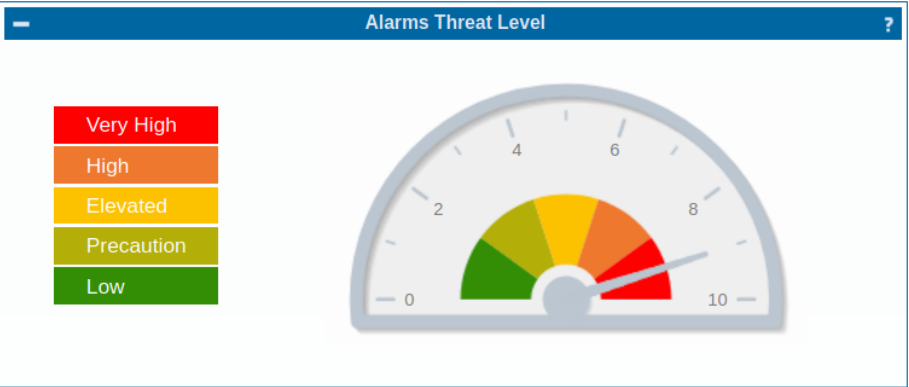 Alarms Threat Level
?
Very High
High
Elevated
Precaution
Low
0
2
4
6
8
10